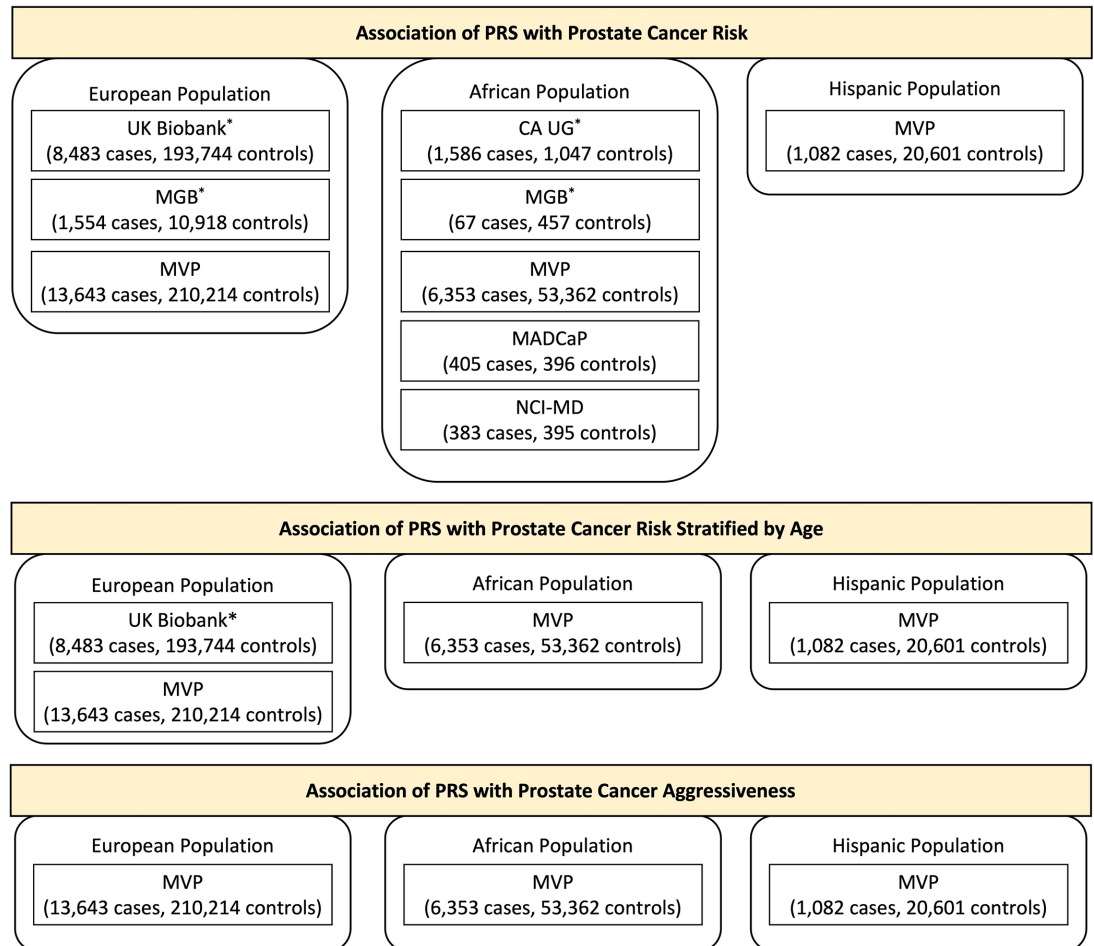 Association of PRS with Prostate Cancer Risk
European Population
UK Biobank*
(8,483 cases, 193,744 controls)
MGB*
(1,554 cases, 10,918 controls)
MVP
(13,643 cases, 210,214 controls)
African Population
CA UG*
(1,586 cases, 1,047 controls)
MGB*
(67 cases, 457 controls)
MVP
(6,353 cases, 53,362 controls)
MADCaP
(405 cases, 396 controls)
NCI-MD
(383 cases, 395 controls)
Hispanic Population
MVP
(1,082 cases, 20,601 controls)
Association of PRS with Prostate Cancer Risk Stratified by Age
European Population
UK Biobank*
(8,483 cases, 193,744 controls)
MVP
(13,643 cases, 210,214 controls)
African Population
MVP
(6,353 cases, 53,362 controls)
Hispanic Population
MVP
(1,082 cases, 20,601 controls)
Association of PRS with Prostate Cancer Aggressiveness
European Population
MVP
(13,643 cases, 210,214 controls)
African Population
MVP
(6,353 cases, 53,362 controls)
Hispanic Population
MVP
(1,082 cases, 20,601 controls)